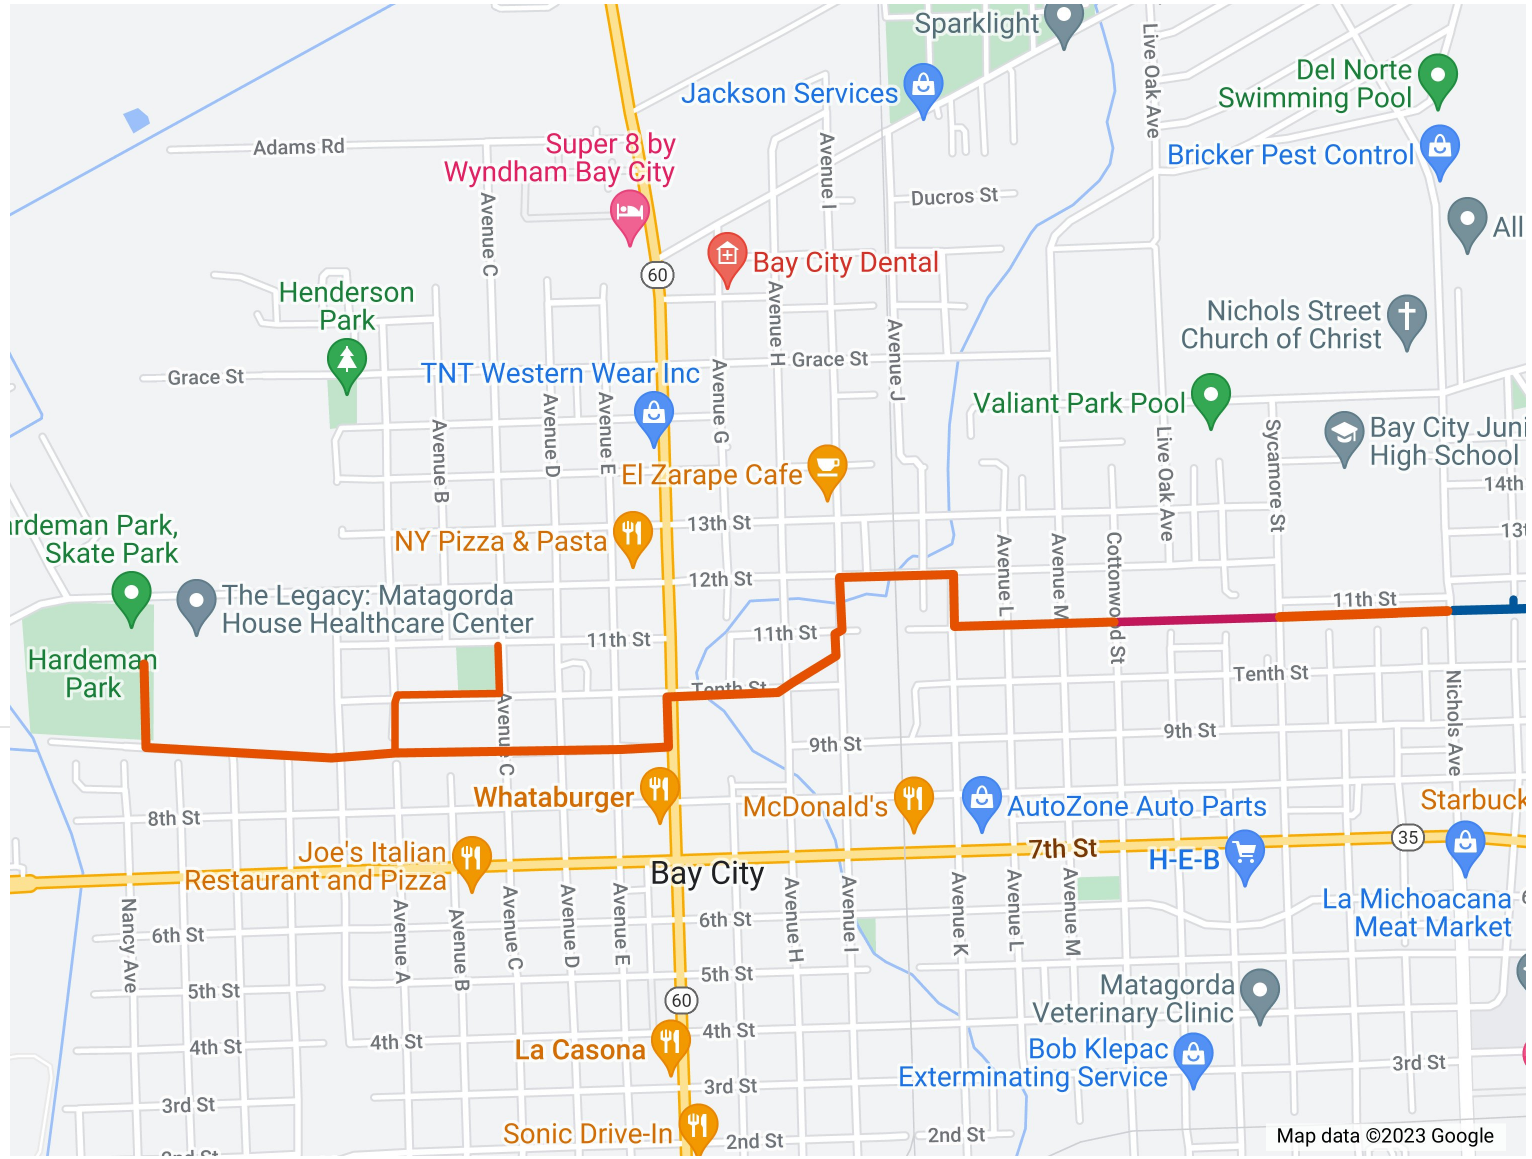 Sparklight
Live Oak Ave
Del Norte
Swimming Pool
Jackson Services
Bricker Pest Control
Adams Rd
Super 8 by
Wyndham Bay City
Avenue I
Ducros St
Avenue C
All
60
Bay City Dental
Henderson
Park
Avenue H
Nichols Street
Church of Christ
Avenue J
Grace St
Grace St
TNT Western Wear Inc
Avenue G
Valiant Park Pool
Avenue D
Avenue E
Avenue B
Live Oak Ave
Sycamore St
Bay City Juni
High School
El Zarape Cafe
14th
13th St
13t
ardeman Park,
Skate Park
NY Pizza & Pasta
Avenue L
Avenue M
Cottonwood St
12th St
The Legacy: Matagorda
House Healthcare Center
11th St
11th St
11th St
Hardeman
Park
Tenth St
Tenth St
Avenue C
Nichols Ave
9th St
9th St
Whataburger
McDonald's
AutoZone Auto Parts
Starbuck
8th St
35
7th St
H-E-B
Joe's Italian
Restaurant and Pizza
Bay City
La Michoacana
Meat Market
Nancy Ave
Avenue A
Avenue B
Avenue C
Avenue D
Avenue E
Avenue H
Avenue I
Avenue K
Avenue L
Avenue M
6th St
6th St
6
5th St
5th St
Matagorda
Veterinary Clinic
60
4th St
4th St
4th St
La Casona
Bob Klepac
Exterminating Service
3rd St
3rd St
3rd St
Sonic Drive-In
2nd St
2nd St
2nd St
Map data ©2023 Google